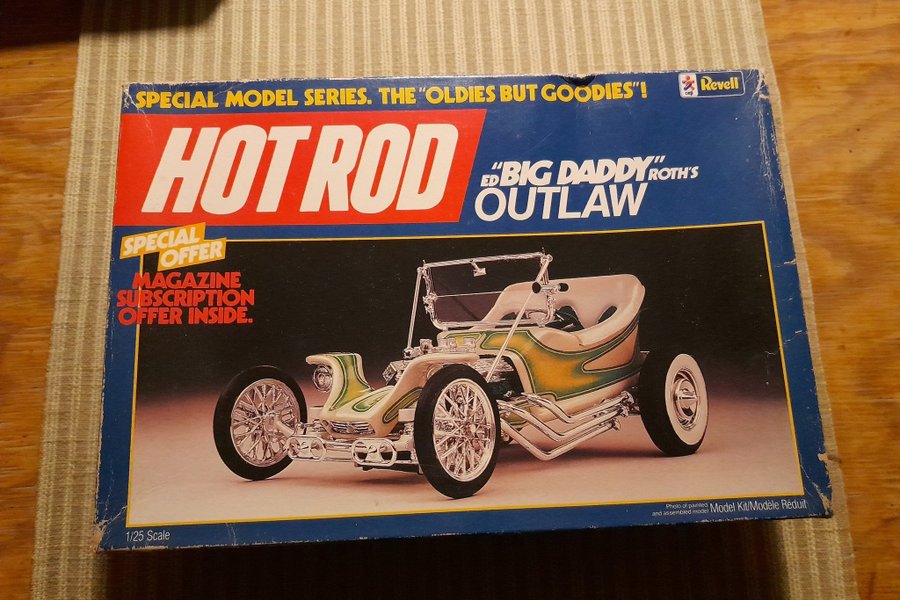 SPECIAL MODEL SERIES. THE "OLDIES BUT GOODIES"!
Revell
HOT ROD
ED "BIG DADDY" ROTH'S
OUTLAW
SPECIAL
OFFER
MAGAZINE
SUBSCRIPTION
OFFER INSIDE.
1/25 Scale
Photo of painted
and assembled model
Model Kit/Modèle Réduit